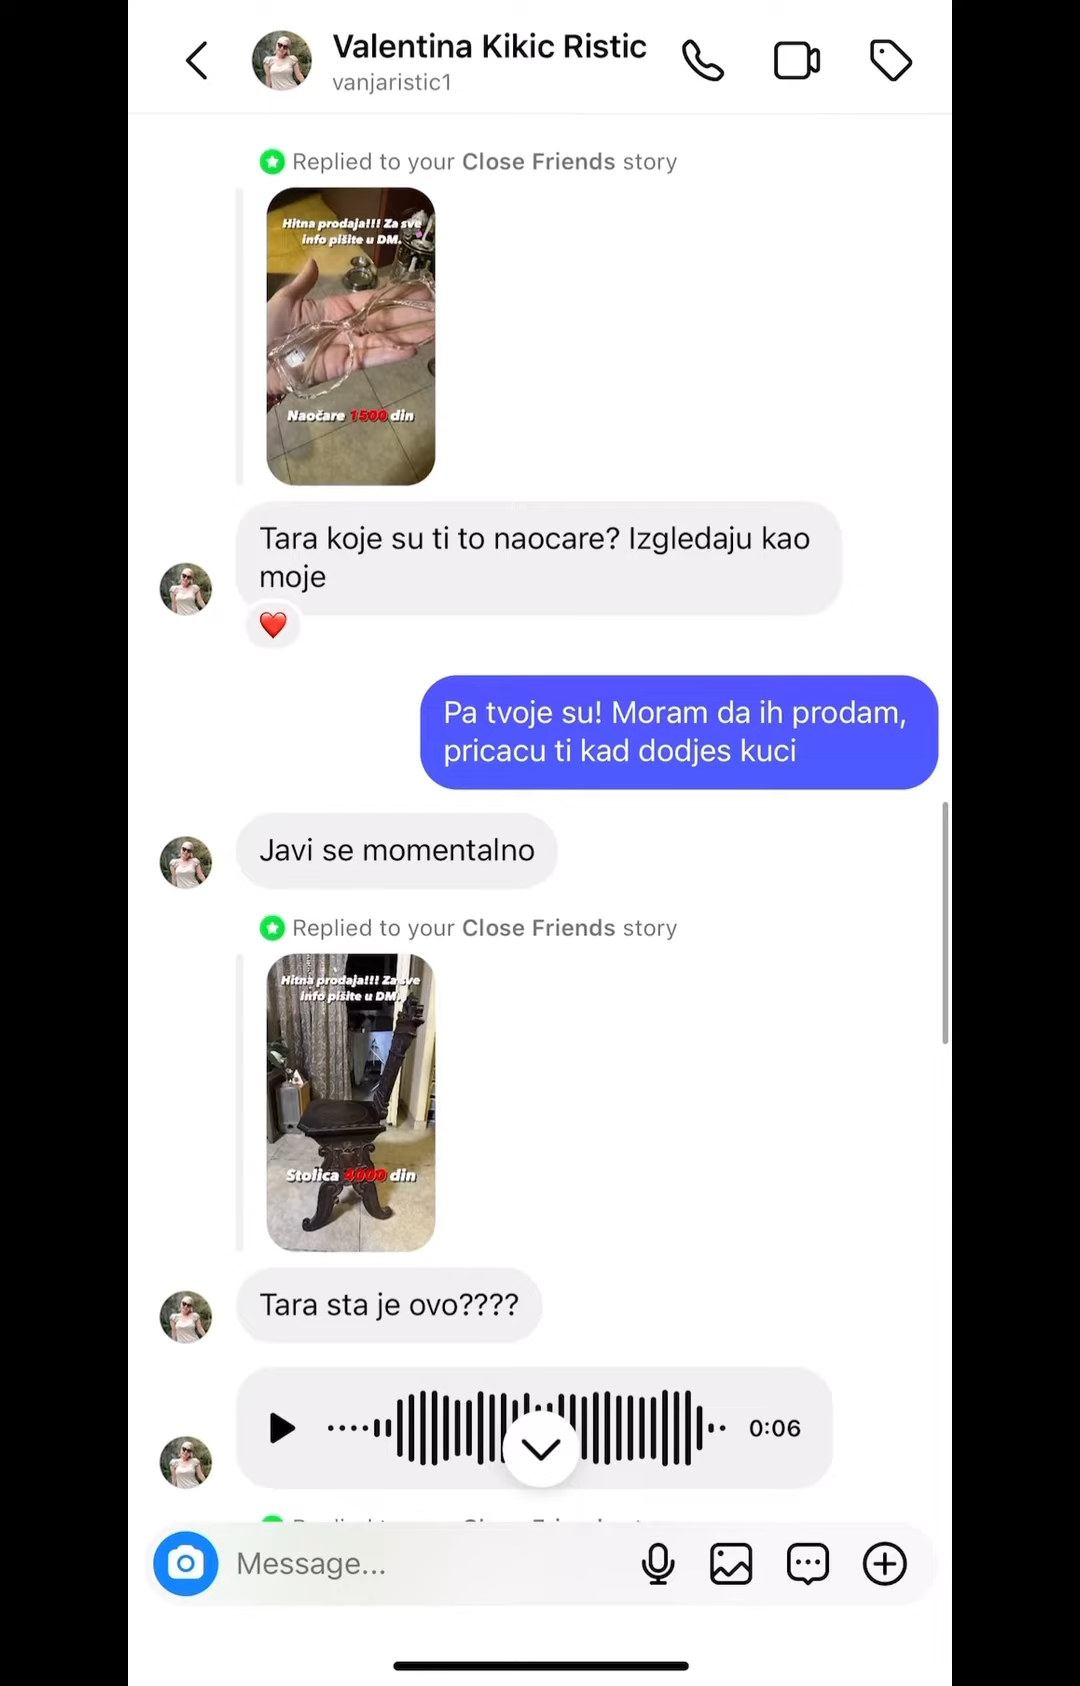 Valentina Kikic Ristic
vanjaristic1
Replied to your Close Friends story
Hitna prodaja!!! Za sve
info pišite u DM.
Naočare 1500 din
Tara koje su ti to naocare? Izgledaju kao
moje
Pa tvoje su! Moram da ih prodam,
pricacu ti kad dodjes kuci
Javi se momentalno
Replied to your Close Friends story
Hitna prodaja!!! Za sve
info pišite u DM.
Stolica 4000 din
Tara sta je ovo????
0:06
Message...